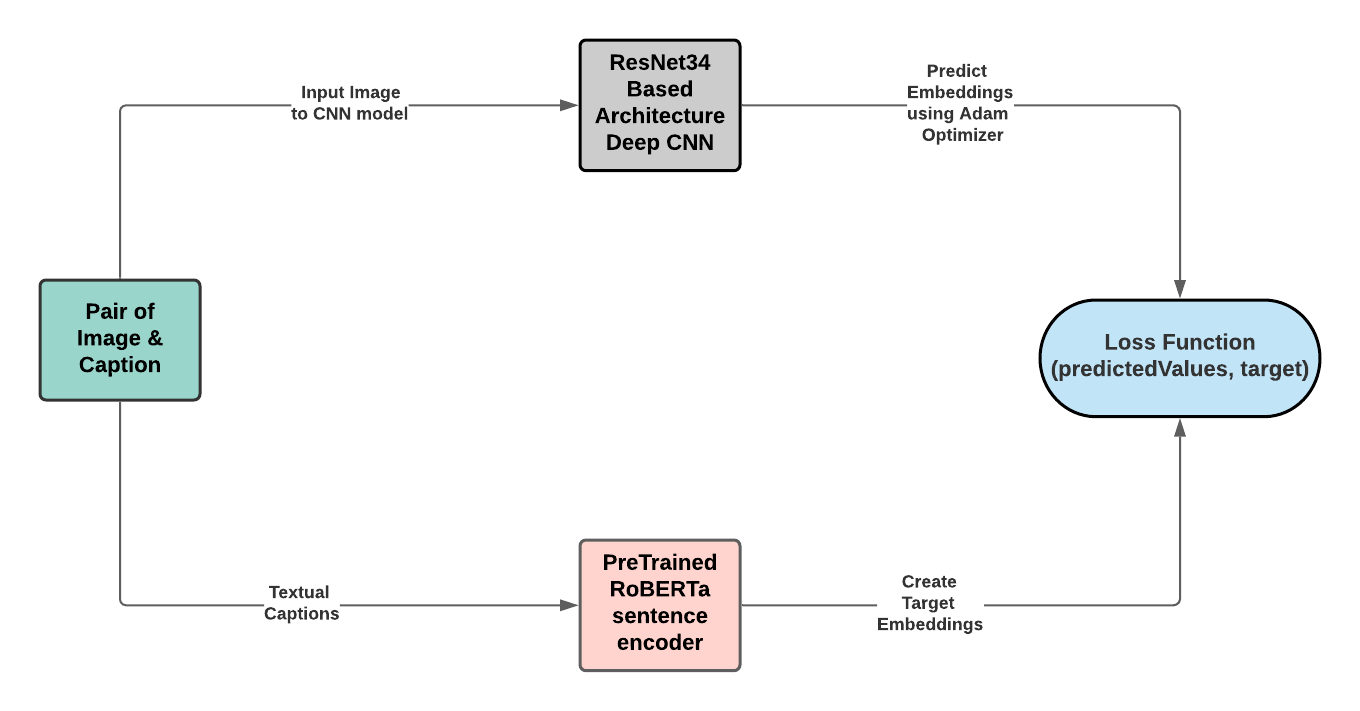 Input Image
to CNN model
ResNet34
Based
Architecture
Deep CNN
Predict
Embeddings
using Adam
Optimizer
Pair of
Image &
Caption
Loss Function
(predictedValues, target)
Textual
Captions
PreTrained
RoBERTa
sentence
encoder
Create
Target
Embeddings